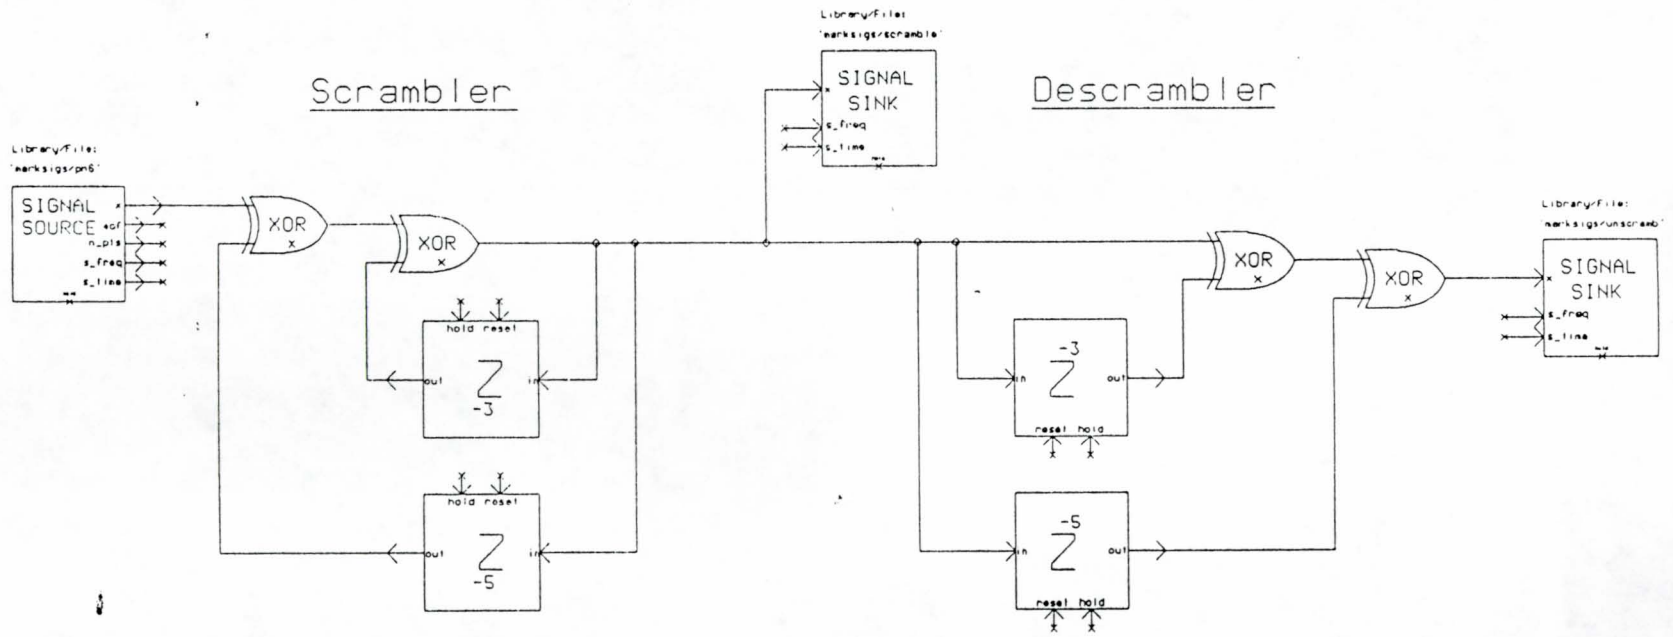 Library/File:
'marksigs/scramble'
Scrambler
SIGNAL
SINK
x
s_freq
s_time
Descrambler
Library/File:
'marksigs/pn6'
SIGNAL
SOURCE
x
eof
n_pts
s_freq
s_time
XOR
x
XOR
x
Library/File:
'marksigs/unscramb'
XOR
x
XOR
x
SIGNAL
SINK
x
s_freq
s_time
hold reset
out Z in
-3
-3
in Z out
reset hold
hold reset
out Z in
-5
-5
in Z out
reset hold